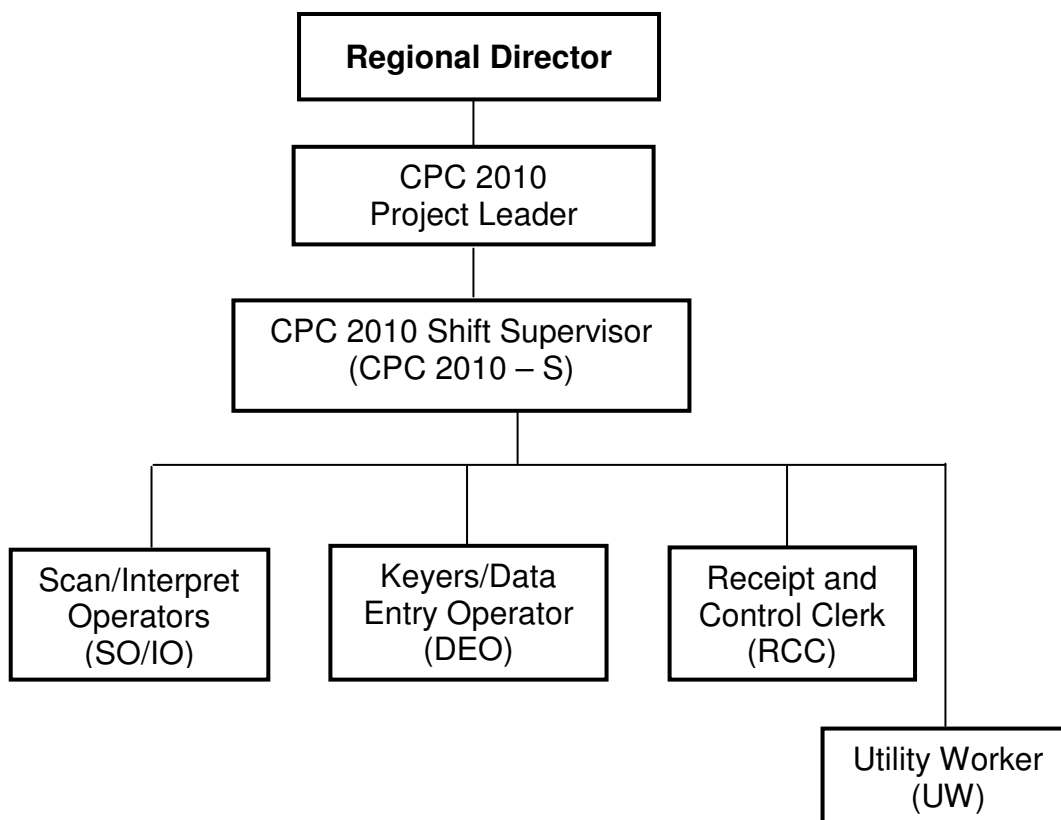 Regional Director
CPC 2010
Project Leader
CPC 2010 Shift Supervisor
(CPC 2010 – S)
Scan/Interpret
Operators
(SO/IO)
Keyers/Data
Entry Operator
(DEO)
Receipt and
Control Clerk
(RCC)
Utility Worker
(UW)